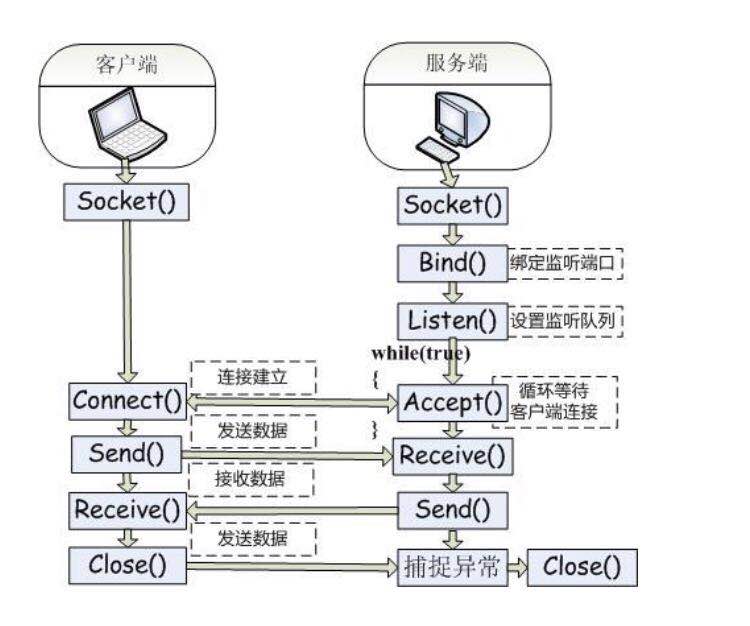 客户端
服务端
Socket()
Socket()
Bind()
绑定监听端口
Listen()
设置监听队列
while(true)
{
连接建立
Connect()
Accept()
循环等待
客户端连接
}
发送数据
Send()
Receive()
接收数据
Receive()
Send()
发送数据
Close()
捕捉异常
Close()